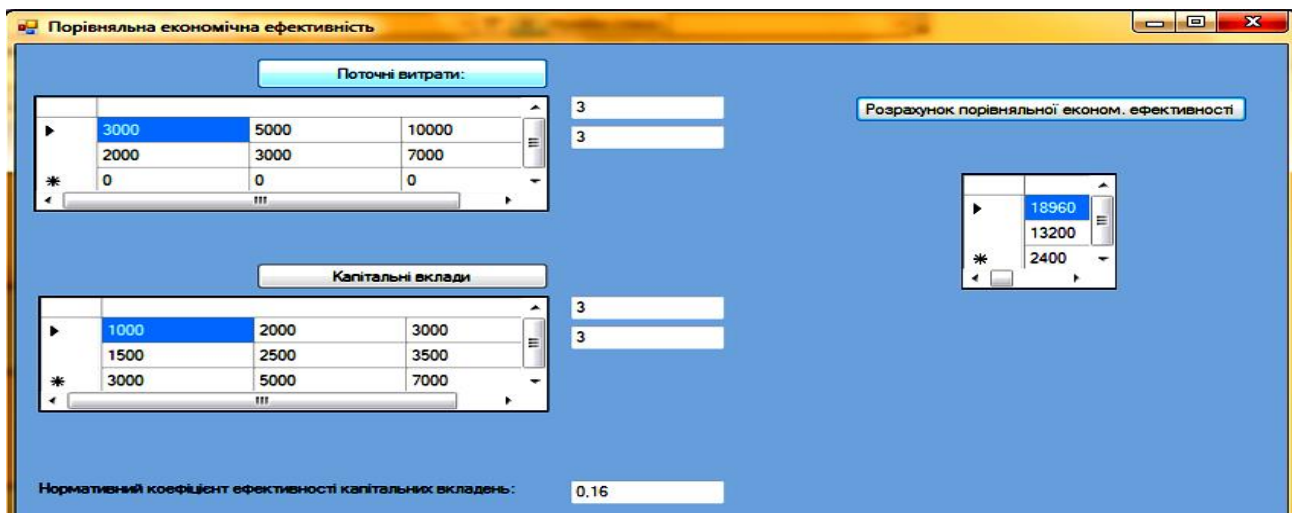 Порівняльна економічна ефективність
Поточні витрати:
3
Розрахунок порівняльної економ. ефективності
3000 5000 10000
3
2000 3000 7000
0 0 0
18960
13200
2400
Капітальні вклади
3
1000 2000 3000
3
1500 2500 3500
3000 5000 7000
Нормативний коефіцієнт ефективності капітальних вкладень:
0,16